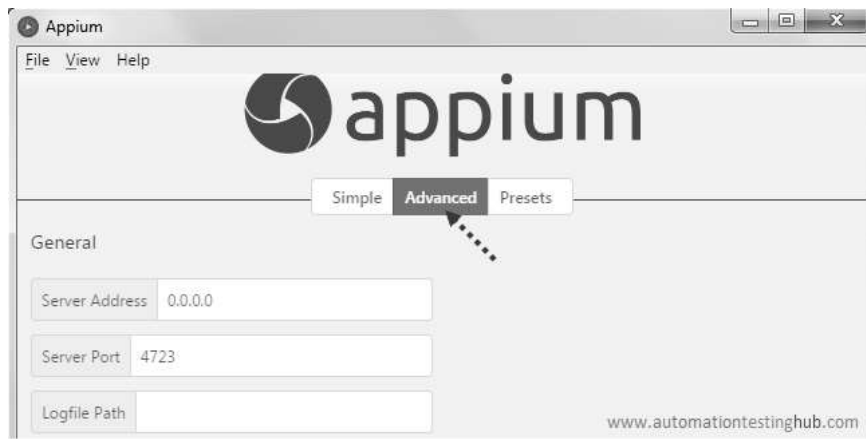 Appium
File View Help
appium
Simple Advanced Presets
General
Server Address 0.0.0.0
Server Port 4723
Logfile Path
www.automationtestinghub.com